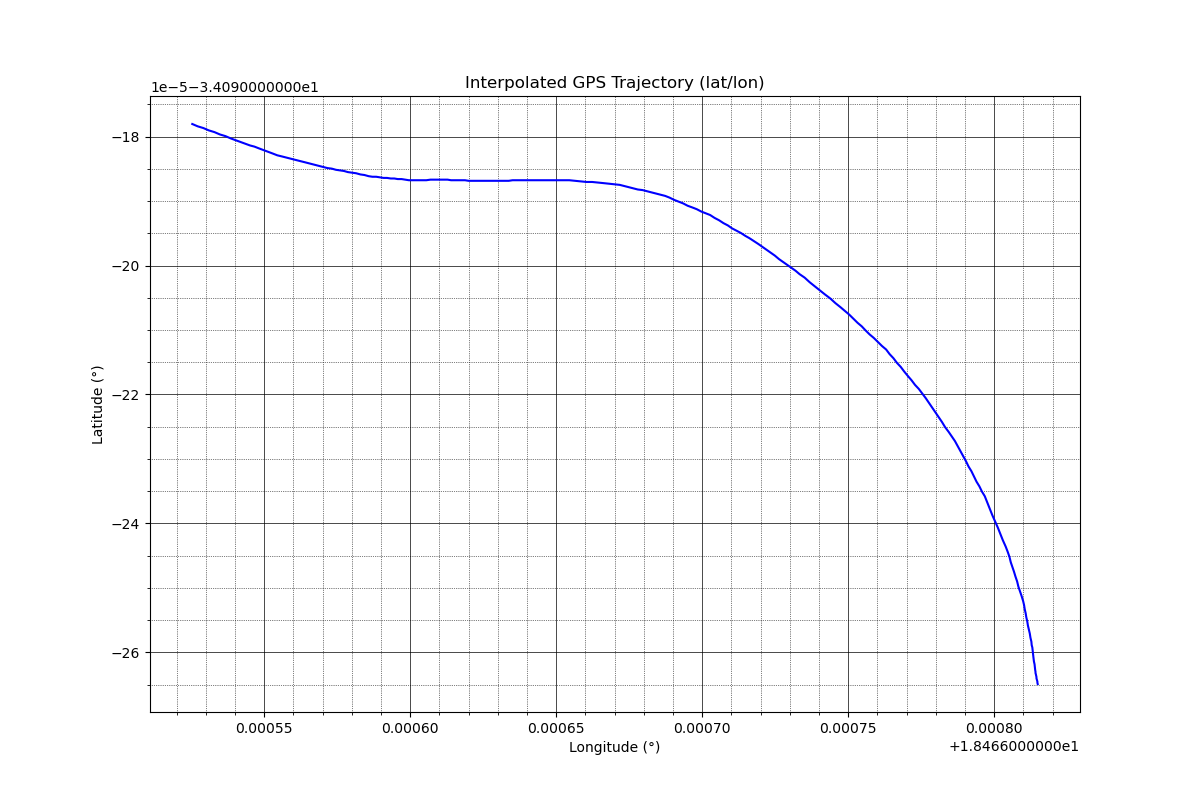 Interpolated GPS Trajectory (lat/lon)
1e−5−3.4090000000e1
−18
−20
−22
−24
−26
Latitude (°)
0.00055 0.00060 0.00065 0.00070 0.00075 0.00080
Longitude (°)
+1.8466000000e1